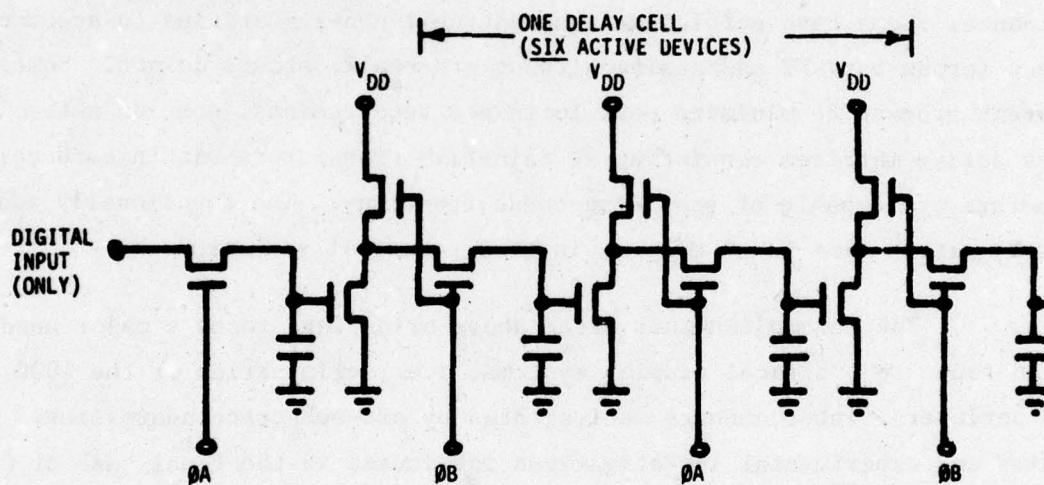 ONE DELAY CELL
(SIX ACTIVE DEVICES)
VDD VDD VDD
DIGITAL
INPUT
(ONLY)
ØA ØB ØA ØB